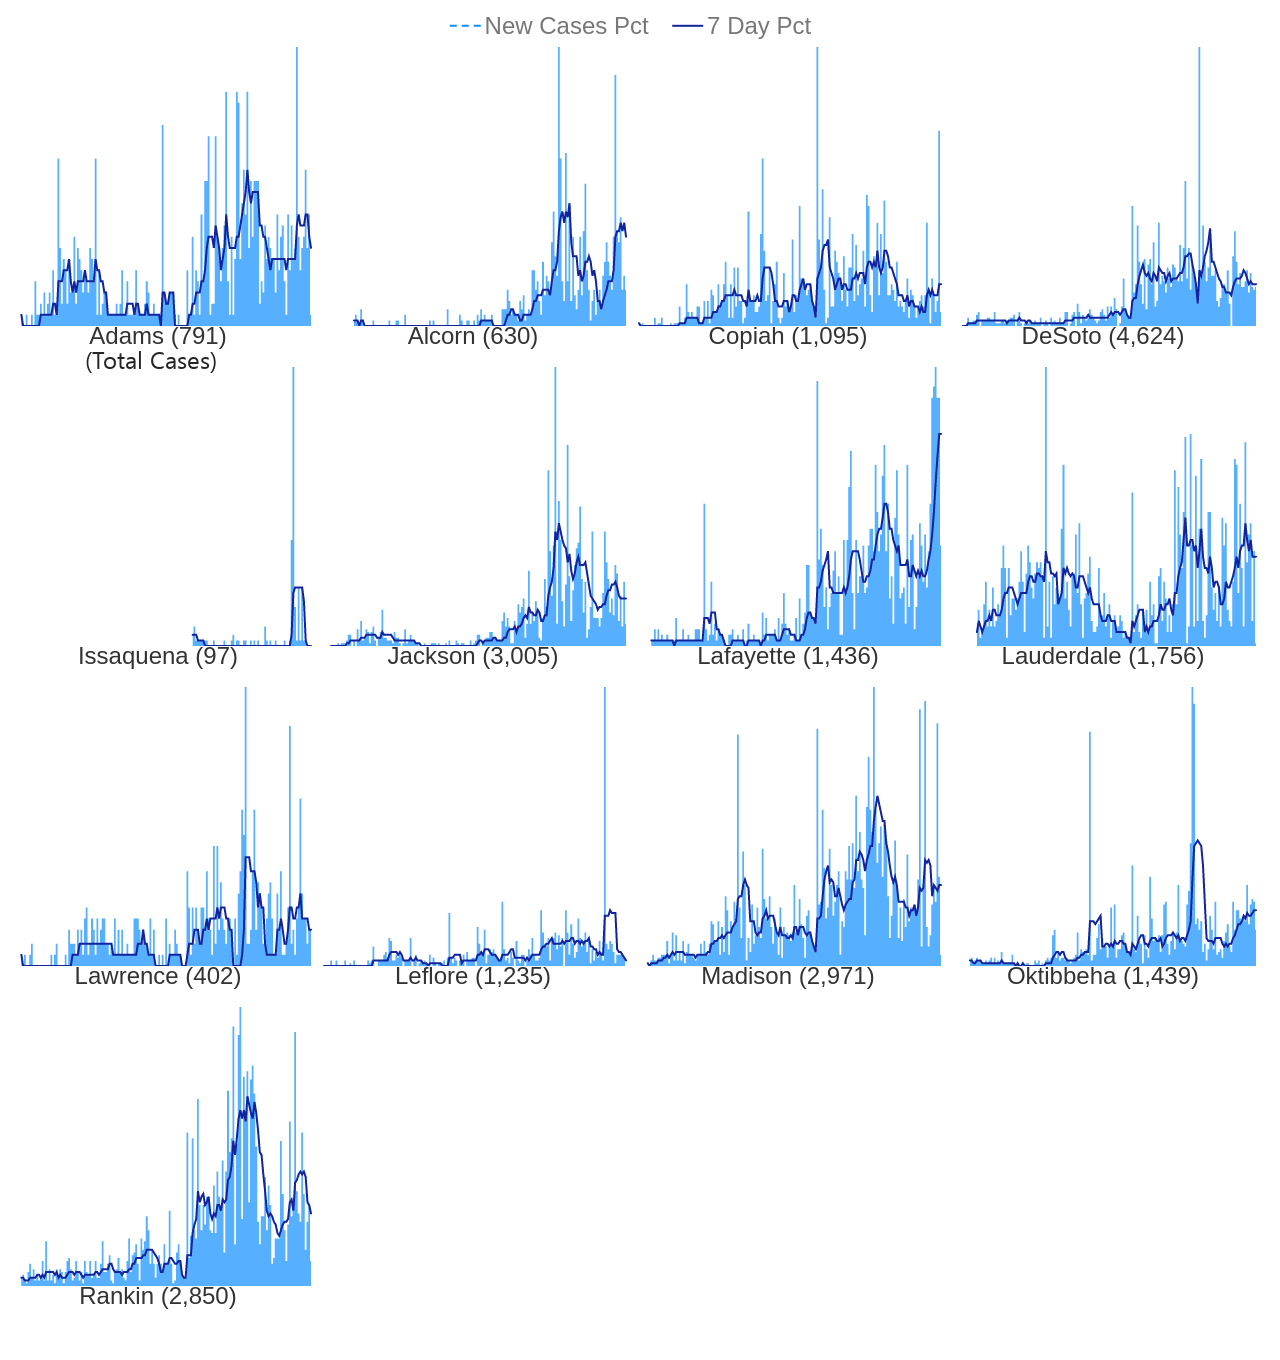 New Cases Pct 7 Day Pct
Adams (791) Alcorn (630) Copiah (1,095) DeSoto (4,624)
(Total Cases)
Issaquena (97) Jackson (3,005) Lafayette (1,436) Lauderdale (1,756)
Lawrence (402) Leflore (1,235) Madison (2,971) Oktibbeha (1,439)
Rankin (2,850)